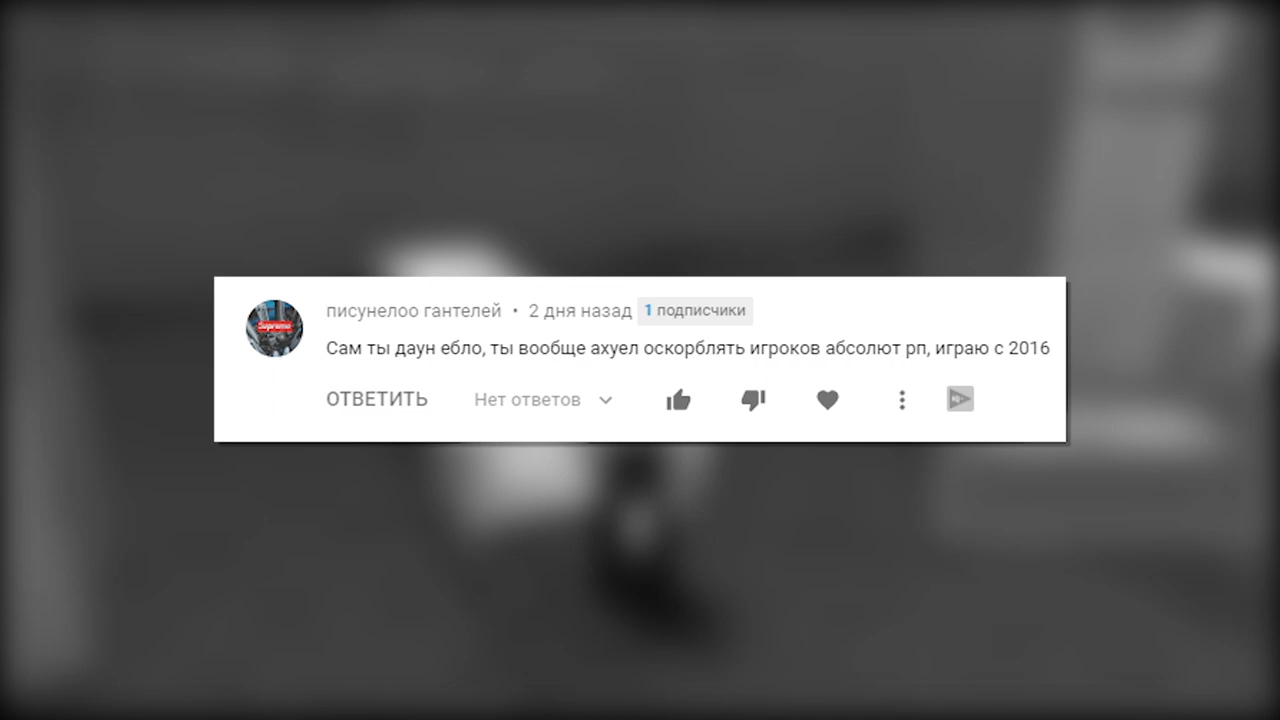 писунелоо гантелей • 2 дня назад 1 подписчики
Сам ты даун ебло, ты вообще ахуел оскорблять игроков абсолют рп, играю с 2016
ОТВЕТИТЬ Нет ответов
Supreme